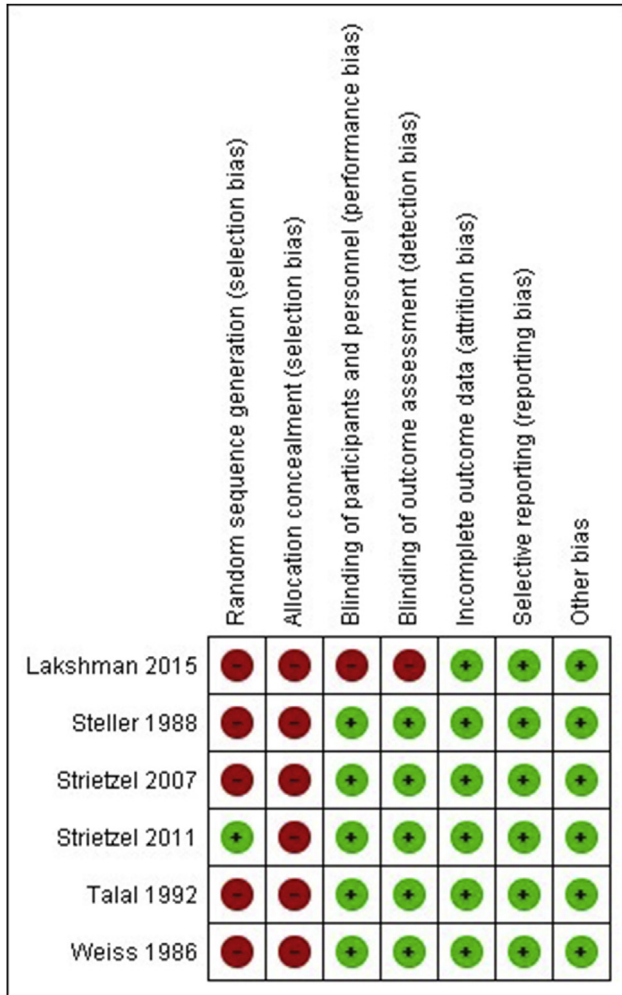 Random sequence generation (selection bias)
Allocation concealment (selection bias)
Blinding of participants and personnel (performance bias)
Blinding of outcome assessment (detection bias)
Incomplete outcome data (attrition bias)
Selective reporting (reporting bias)
Other bias
Lakshman 2015 - - - - + + +
Steller 1988 - - + + + + +
Strietzel 2007 - - + + + + +
Strietzel 2011 + - + + + + +
Talal 1992 - - + + + + +
Weiss 1986 - - + + + + +